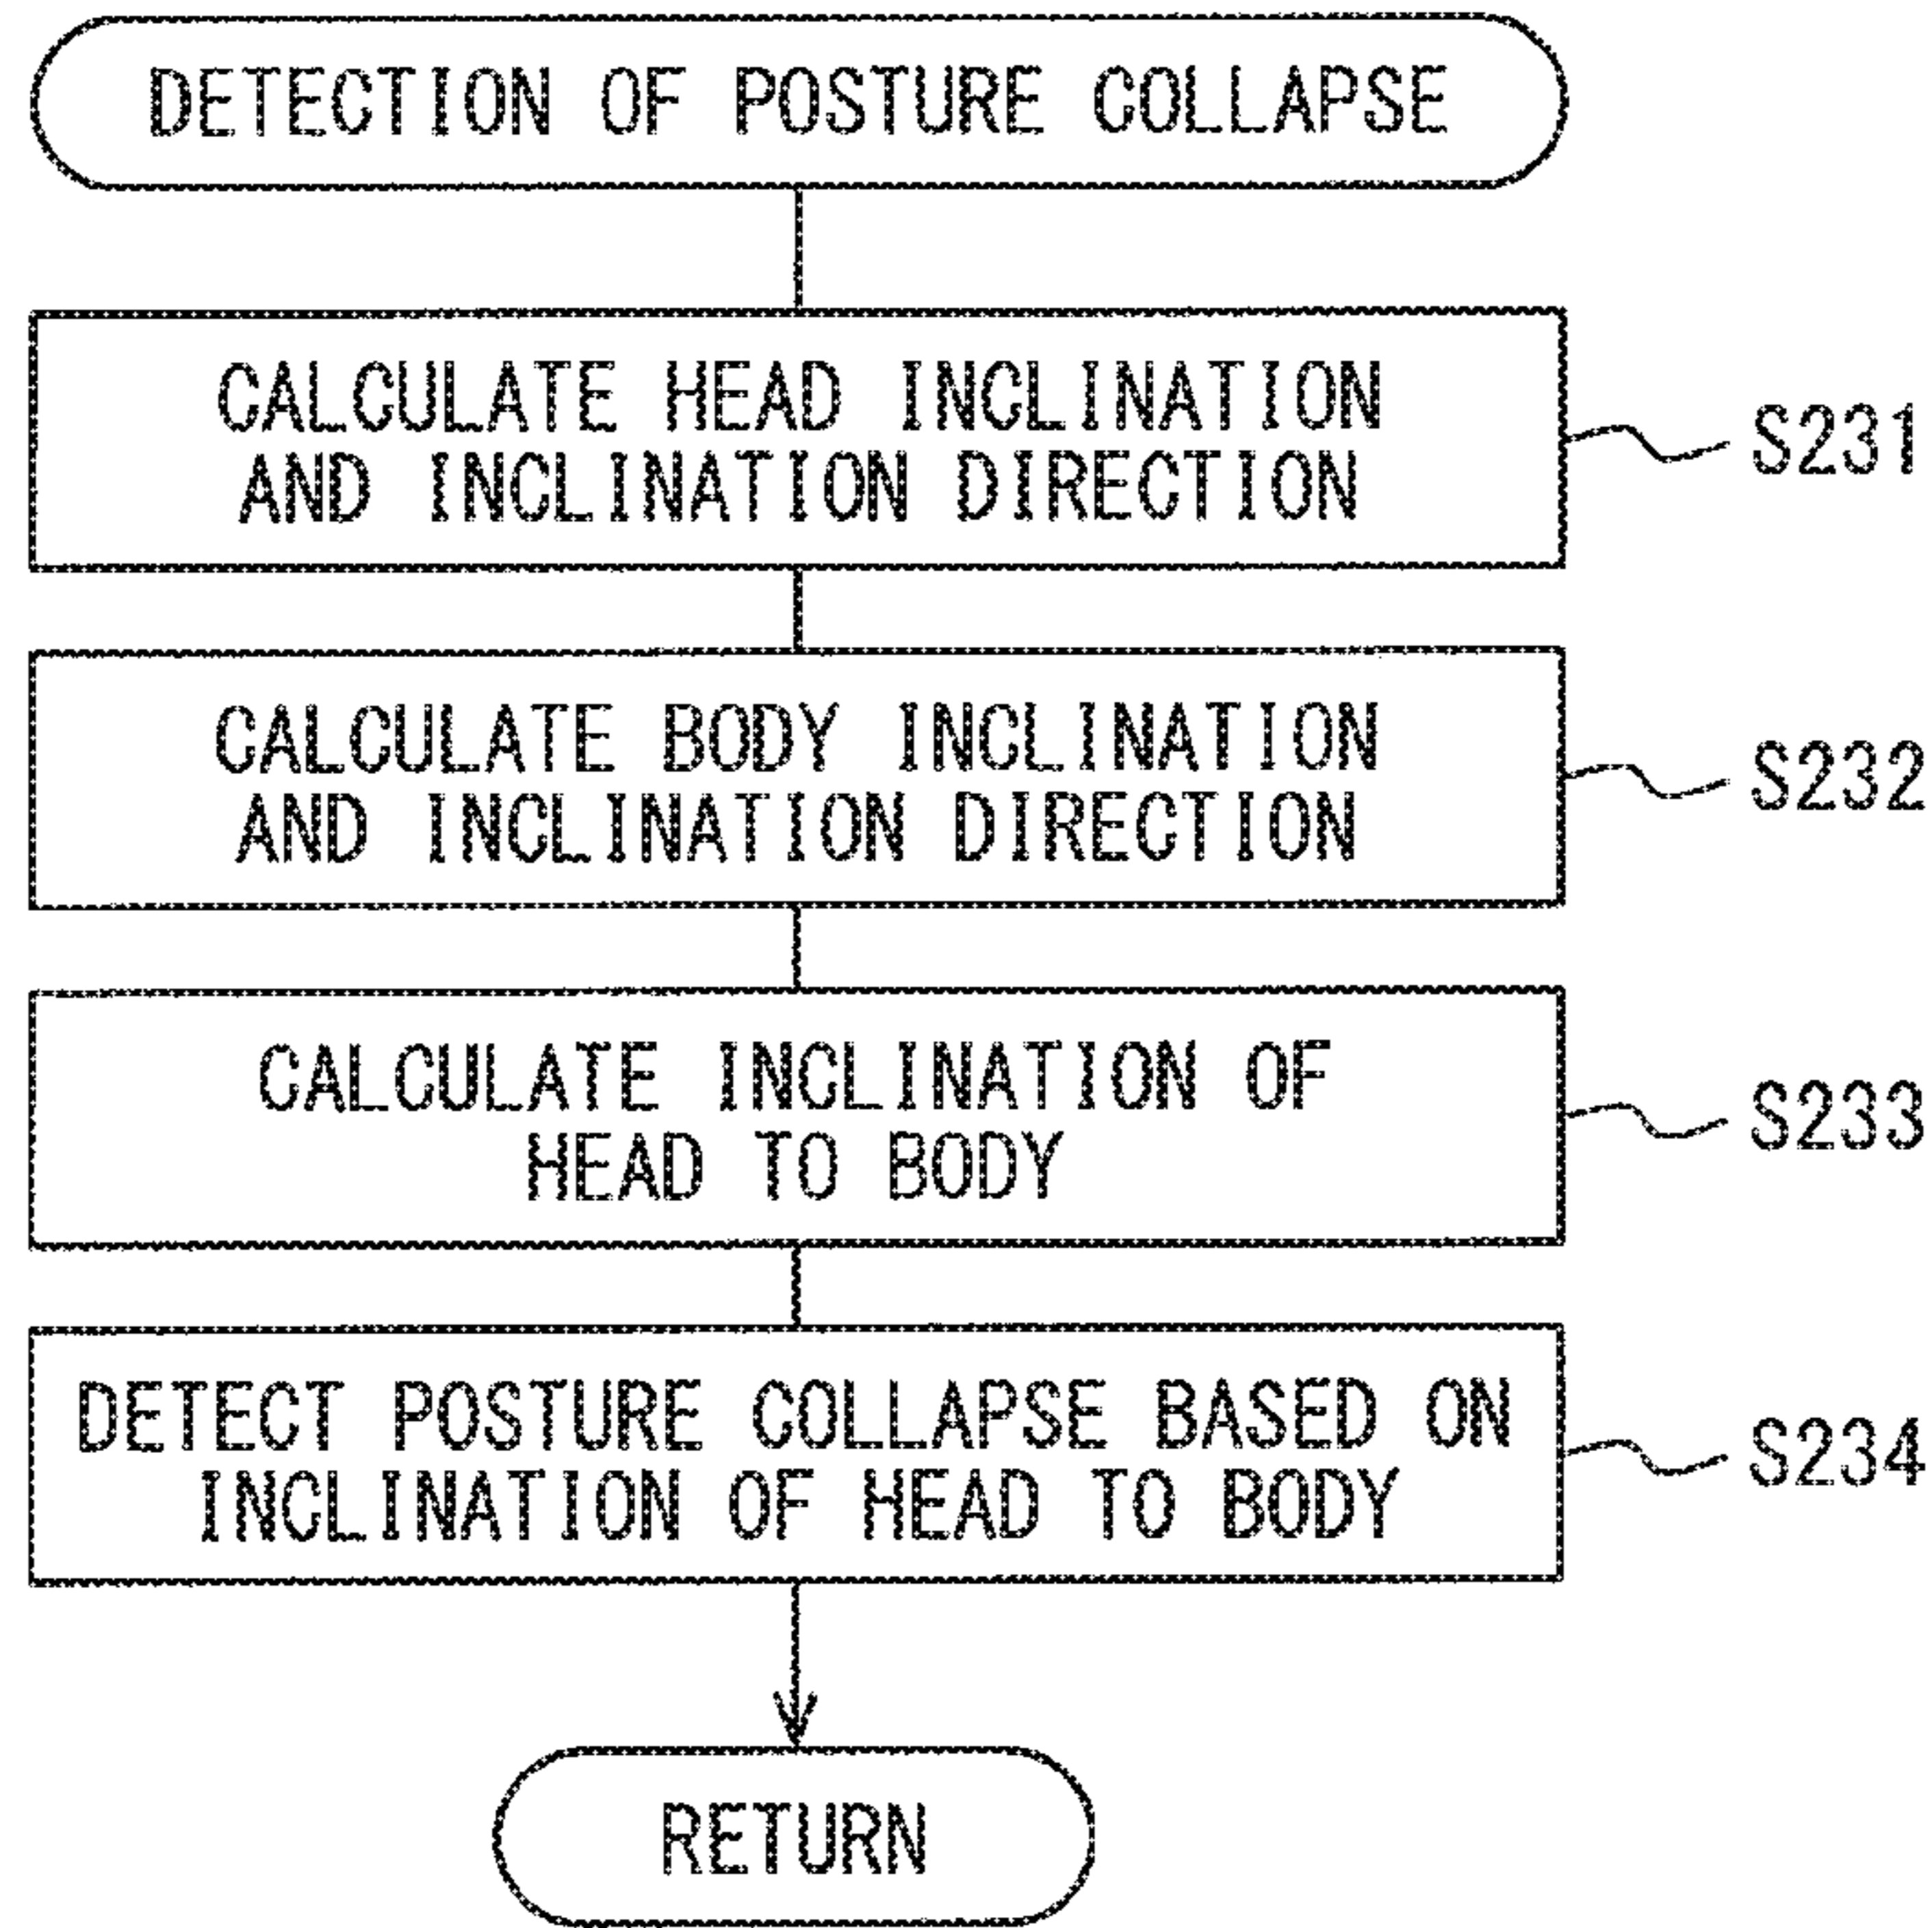 DETECTION OF POSTURE COLLAPSE
CALCULATE HEAD INCLINATION
AND INCLINATION DIRECTION
S231
CALCULATE BODY INCLINATION
AND INCLINATION DIRECTION
S232
CALCULATE INCLINATION OF
HEAD TO BODY
S233
DETECT POSTURE COLLAPSE BASED ON
INCLINATION OF HEAD TO BODY
S234
RETURN